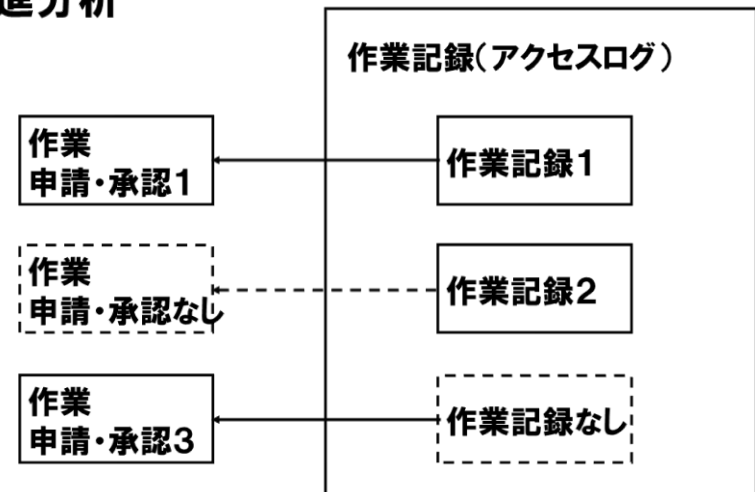 進分析
作業記録(アクセスログ)
作業
申請・承認1
作業記録1
作業
申請・承認なし
作業記録2
作業
申請・承認3
作業記録なし